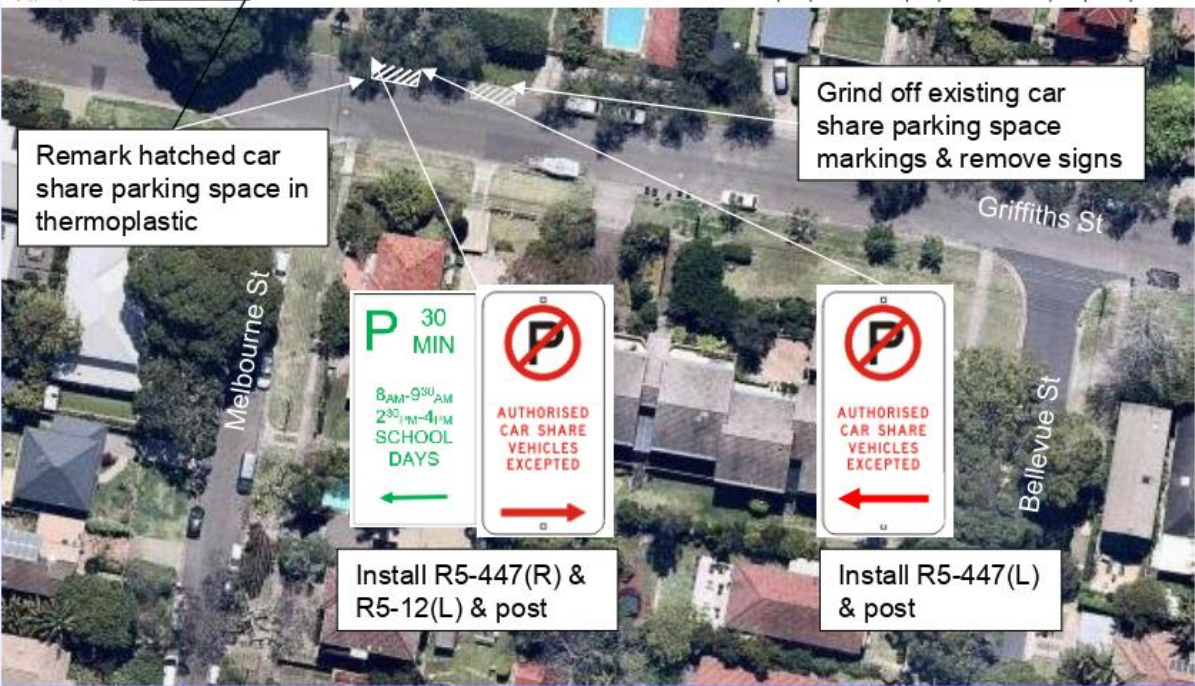 Grind off existing car
share parking space
markings & remove signs
Remark hatched car
share parking space in
thermoplastic
Griffiths St
Melbourne St
Bellevue St
P 30
MIN
8AM-9³⁰AM
2³⁰PM-4PM
SCHOOL
DAYS
P
AUTHORISED
CAR SHARE
VEHICLES
EXCEPTED
P
AUTHORISED
CAR SHARE
VEHICLES
EXCEPTED
Install R5-447(R) &
R5-12(L) & post
Install R5-447(L)
& post